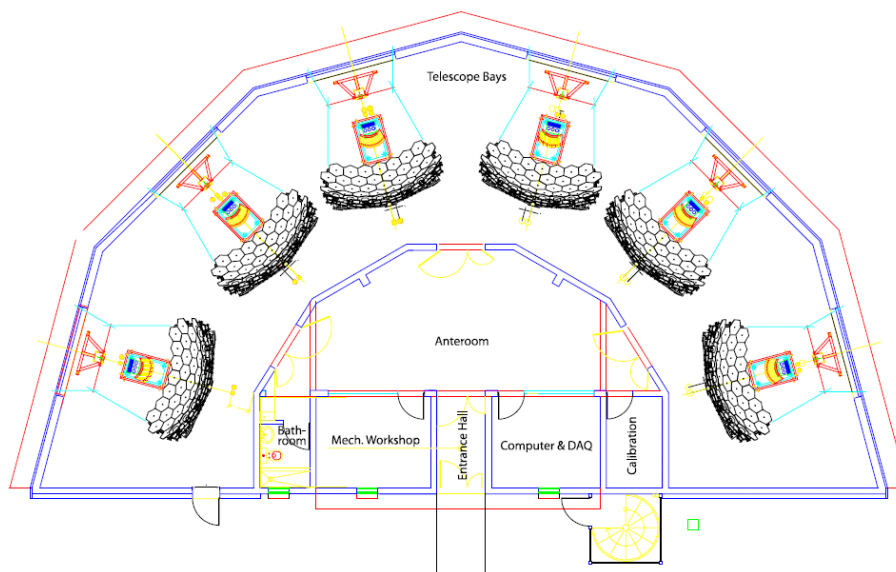 Telescope Bays
Anteroom
Bath-
room
Mech. Workshop
Entrance Hall
Computer & DAQ
Calibration